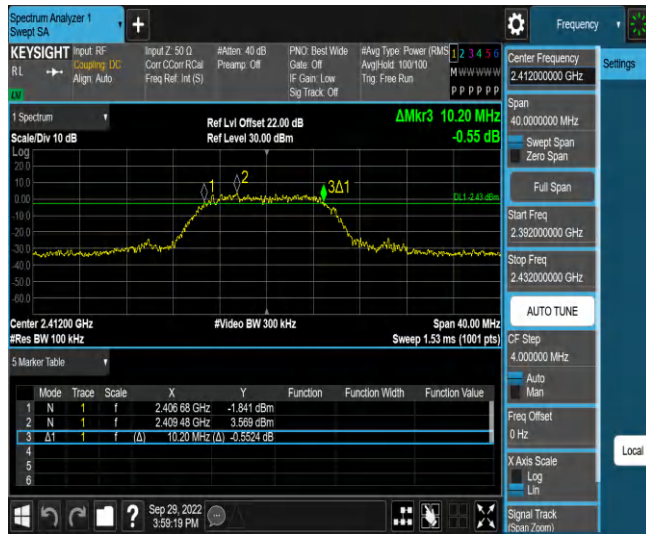 Spectrum Analyzer 1
Swept SA
Frequency
KEYSIGHT
Input: RF
Coupling: DC
Align: Auto
Input Z: 50 Ω
Corr CCorr RCal
Freq Ref: Int (S)
#Atten: 40 dB
Preamp: Off
PNO: Best Wide
Gate: Off
IF Gain: Low
Sig Track: Off
#Avg Type: Power (RMS
Avg|Hold: 100/100
Trig: Free Run
1 2 3 4 5 6
M W W W W W
P P P P P P
RL
Center Frequency
2.412000000 GHz
Settings
1 Spectrum
Ref Lvl Offset 22.00 dB
ΔMkr3 10.20 MHz
Scale/Div 10 dB
Ref Level 30.00 dBm
-0.55 dB
Log
20.0
10.0
0.00
-10.0
-20.0
-30.0
-40.0
-50.0
-60.0
1
2
3Δ1
DL1 -2.43 dBm
Center 2.41200 GHz
#Video BW 300 kHz
Span 40.00 MHz
#Res BW 100 kHz
Sweep 1.53 ms (1001 pts)
Span
40.0000000 MHz
Swept Span
Zero Span
Full Span
Start Freq
2.392000000 GHz
Stop Freq
2.432000000 GHz
AUTO TUNE
CF Step
4.000000 MHz
Auto
Man
Freq Offset
0 Hz
X Axis Scale
Log
Lin
Signal Track
(Span Zoom)
Local
5 Marker Table
Mode Trace Scale X Y Function Function Width Function Value
1 N 1 f 2.406 68 GHz -1.841 dBm
2 N 1 f 2.409 48 GHz 3.569 dBm
3 Δ1 1 f (Δ) 10.20 MHz (Δ) -0.5524 dB
4
5
6
?
Sep 29, 2022
3:59:19 PM